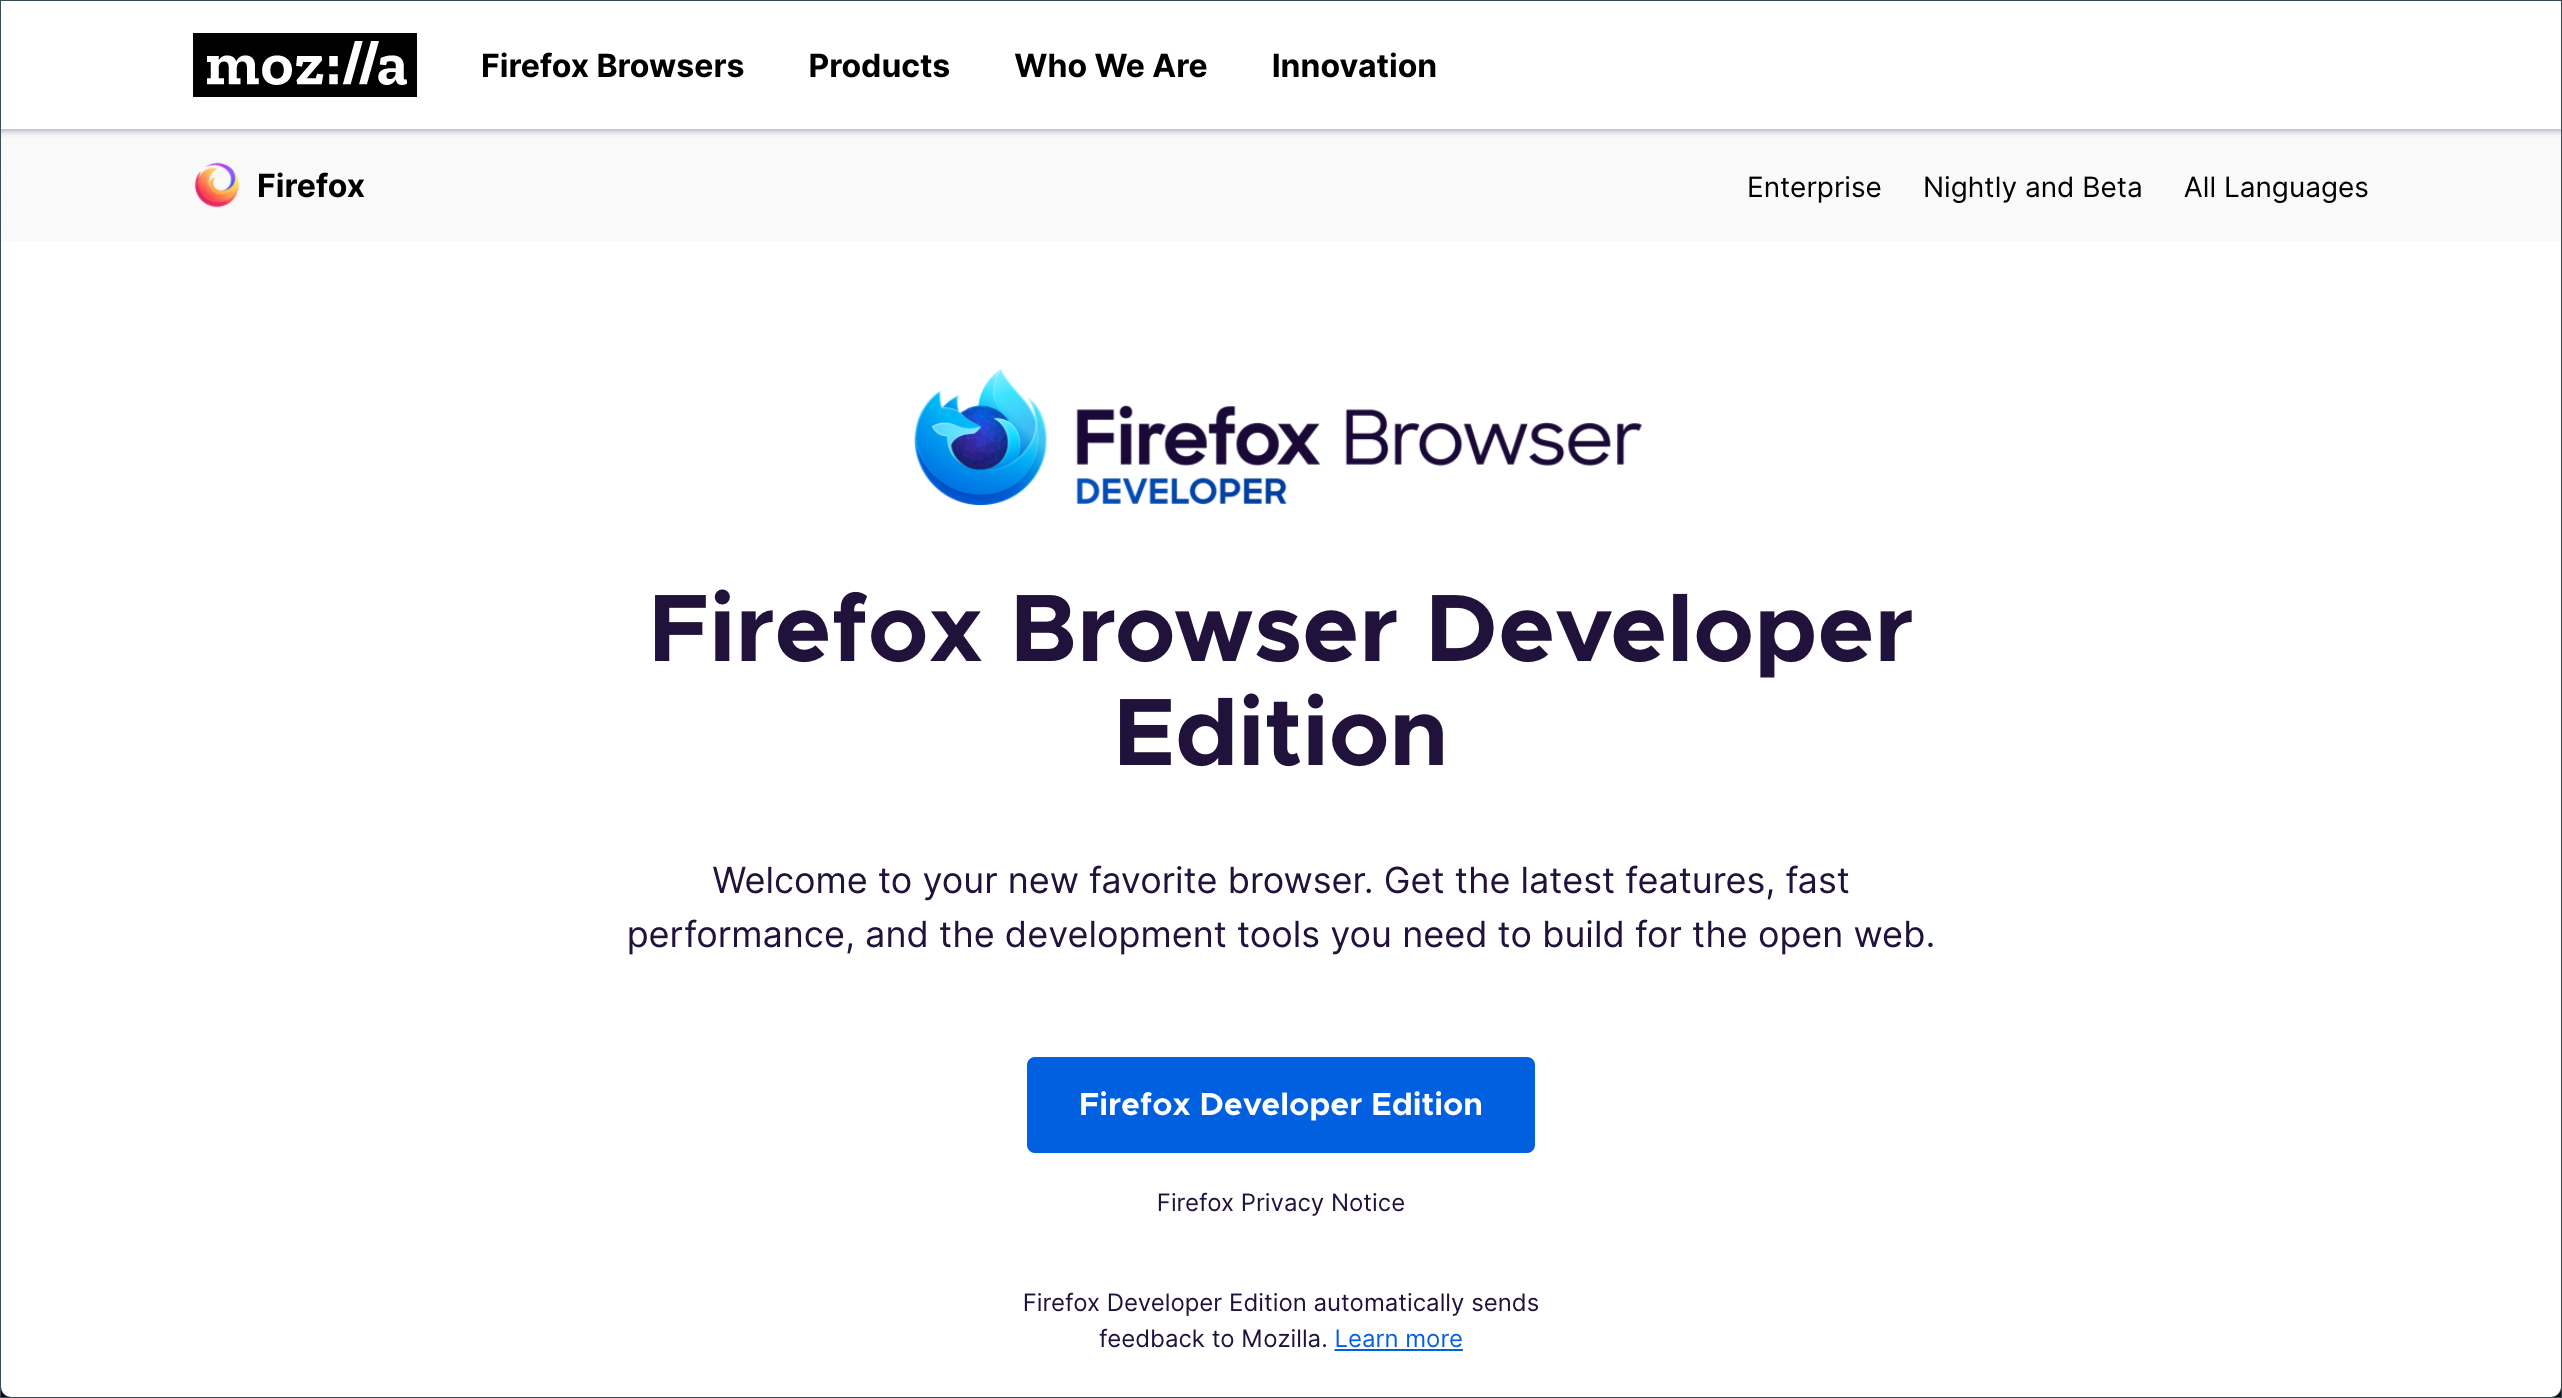 moz://a Firefox Browsers Products Who We Are Innovation
Firefox Enterprise Nightly and Beta All Languages
Firefox Browser
DEVELOPER
Firefox Browser Developer
Edition
Welcome to your new favorite browser. Get the latest features, fast
performance, and the development tools you need to build for the open web.
Firefox Developer Edition
Firefox Privacy Notice
Firefox Developer Edition automatically sends
feedback to Mozilla. Learn more